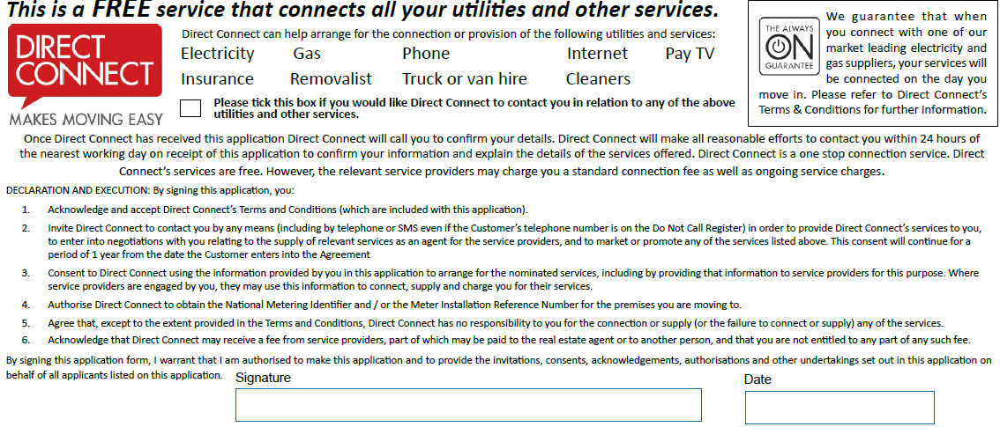 This is a FREE service that connects all your utilities and other services.
DIRECT
CONNECT
MAKES MOVING EASY
Direct Connect can help arrange for the connection or provision of the following utilities and services:
Electricity Gas Phone Internet Pay TV
Insurance Removalist Truck or van hire Cleaners
Please tick this box if you would like Direct Connect to contact you in relation to any of the above
utilities and other services.
THE ALWAYS
ON
GUARANTEE
We guarantee that when
you connect with one of our
market leading electricity and
gas suppliers, your services will
be connected on the day you
move in. Please refer to Direct Connect's
Terms & Conditions for further information.
Once Direct Connect has received this application Direct Connect will call you to confirm your details. Direct Connect will make all reasonable efforts to contact you within 24 hours of
the nearest working day on receipt of this application to confirm your information and explain the details of the services offered. Direct Connect is a one stop connection service. Direct
Connect's services are free. However, the relevant service providers may charge you a standard connection fee as well as ongoing service charges.
DECLARATION AND EXECUTION: By signing this application, you:
1. Acknowledge and accept Direct Connect's Terms and Conditions (which are included with this application).
2. Invite Direct Connect to contact you by any means (including by telephone or SMS even if the Customer's telephone number is on the Do Not Call Register) in order to provide Direct Connect's services to you,
to enter into negotiations with you relating to the supply of relevant services as an agent for the service providers, and to market or promote any of the services listed above. This consent will continue for a
period of 1 year from the date the Customer enters into the Agreement
3. Consent to Direct Connect using the information provided by you in this application to arrange for the nominated services, including by providing that information to service providers for this purpose. Where
service providers are engaged by you, they may use this information to connect, supply and charge you for their services.
4. Authorise Direct Connect to obtain the National Metering Identifier and / or the Meter Installation Reference Number for the premises you are moving to.
5. Agree that, except to the extent provided in the Terms and Conditions, Direct Connect has no responsibility to you for the connection or supply (or the failure to connect or supply) any of the services.
6. Acknowledge that Direct Connect may receive a fee from service providers, part of which may be paid to the real estate agent or to another person, and that you are not entitled to any part of any such fee.
By signing this application form, I warrant that I am authorised to make this application and to provide the invitations, consents, acknowledgements, authorisations and other undertakings set out in this application on
behalf of all applicants listed on this application.
Signature Date